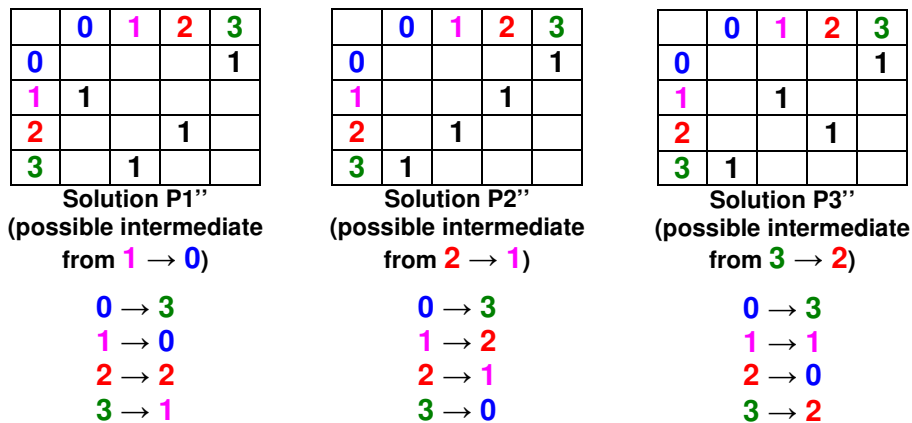 0 1 2 3
0 1
1 1
2 1
3 1
Solution P1’’
(possible intermediate
from 1 → 0)
0 → 3
1 → 0
2 → 2
3 → 1
0 1 2 3
0 1
1 1
2 1
3 1
Solution P2’’
(possible intermediate
from 2 → 1)
0 → 3
1 → 2
2 → 1
3 → 0
0 1 2 3
0 1
1 1
2 1
3 1
Solution P3’’
(possible intermediate
from 3 → 2)
0 → 3
1 → 1
2 → 0
3 → 2